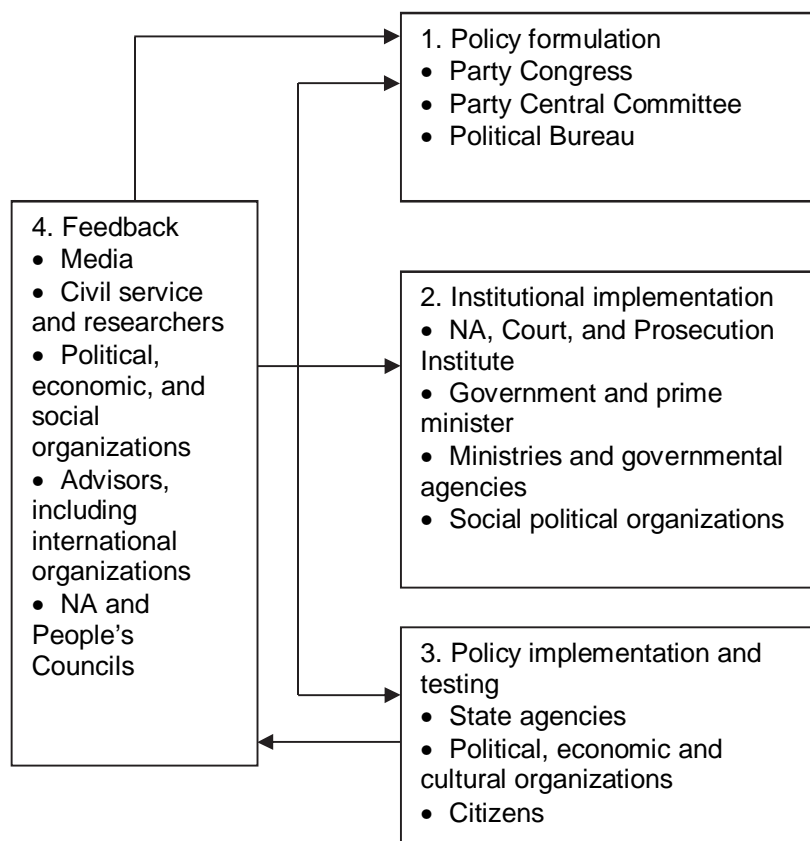 1. Policy formulation
• Party Congress
• Party Central Committee
• Political Bureau
4. Feedback
• Media
• Civil service
and researchers
• Political,
economic, and
social
organizations
• Advisors,
including
international
organizations
• NA and
People's
Councils
2. Institutional implementation
• NA, Court, and Prosecution
Institute
• Government and prime
minister
• Ministries and governmental
agencies
• Social political organizations
3. Policy implementation and
testing
• State agencies
• Political, economic and
cultural organizations
• Citizens